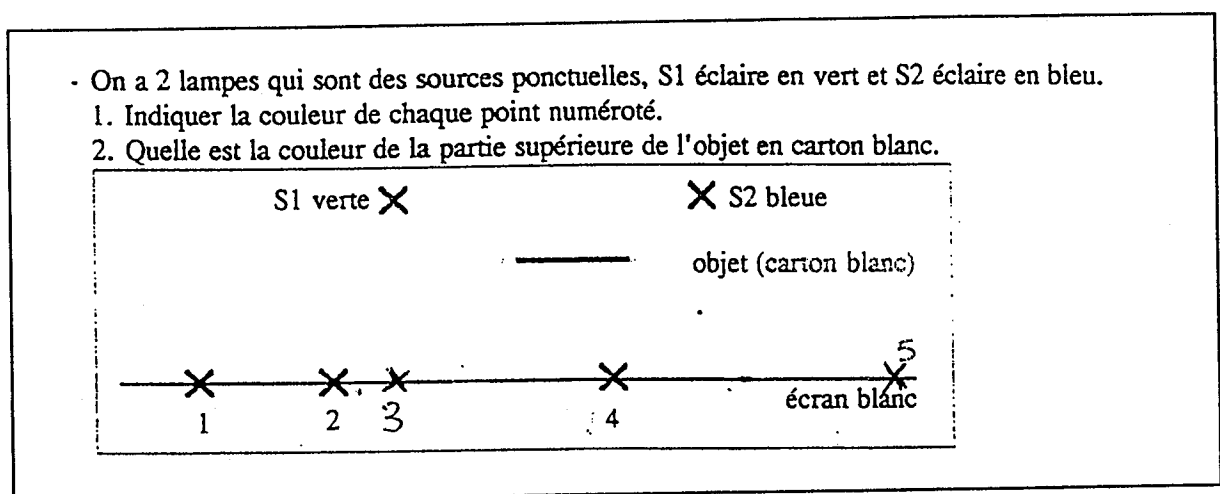 - On a 2 lampes qui sont des sources ponctuelles, S1 éclaire en vert et S2 éclaire en bleu.
1. Indiquer la couleur de chaque point numéroté.
2. Quelle est la couleur de la partie supérieure de l'objet en carton blanc.
S1 verte
S2 bleue
objet (carton blanc)
5
écran blanc
1 2 3 4